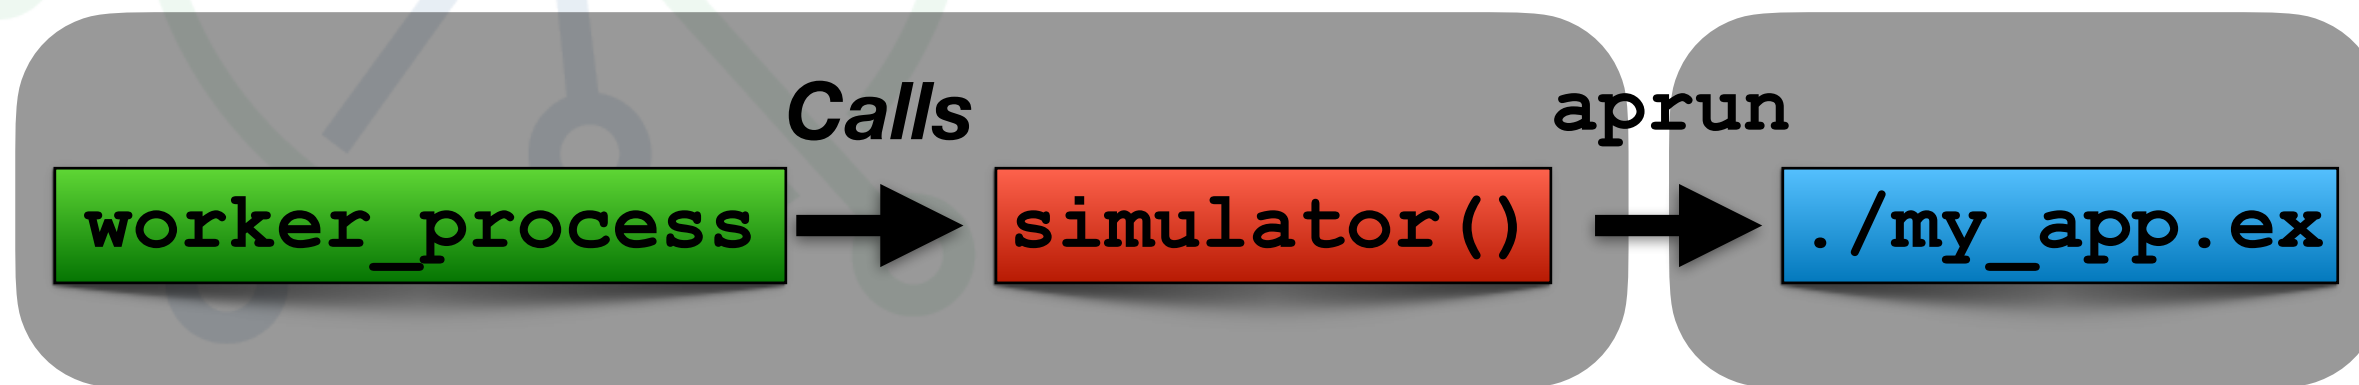 Calls
aprun
worker_process
simulator()
./my_app.ex